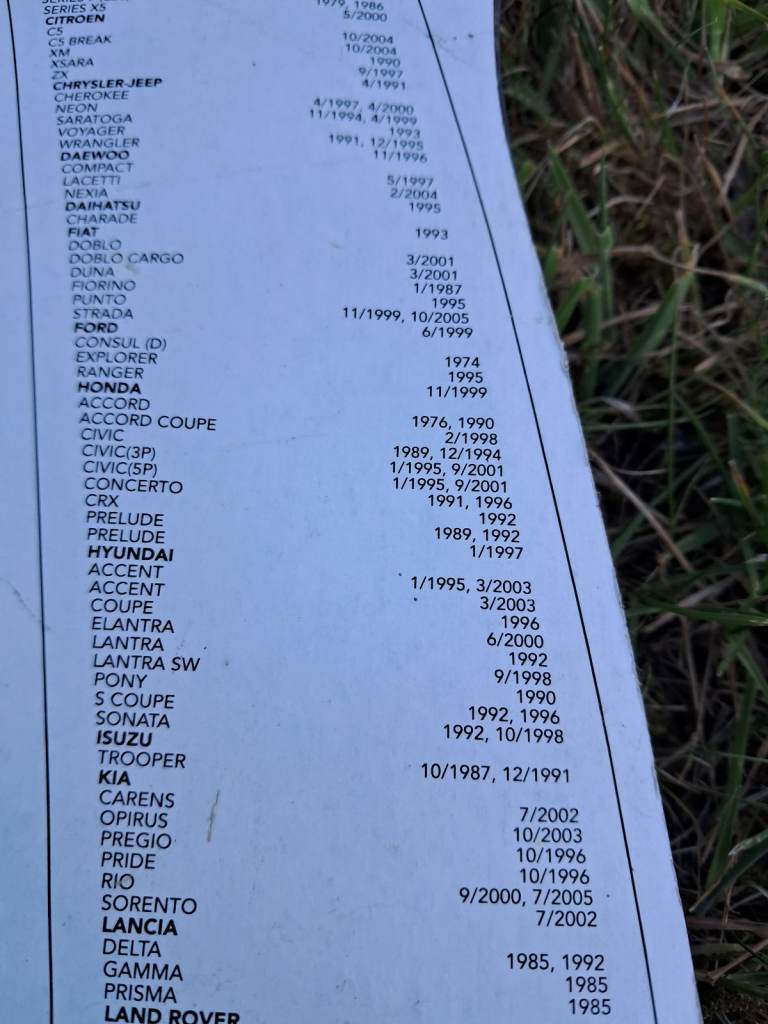 1979, 1986
SERIES X5 5/2000
CITROEN
C5 10/2004
C5 BREAK 10/2004
XM 1990
XSARA 9/1997
ZX 4/1991
CHRYSLER-JEEP
CHEROKEE 4/1997, 4/2000
NEON 11/1994, 4/1999
SARATOGA 1993
VOYAGER 1991, 12/1995
WRANGLER 11/1996
DAEWOO
COMPACT 5/1997
LACETTI 2/2004
NEXIA 1995
DAIHATSU
CHARADE 1993
FIAT
DOBLO 3/2001
DOBLO CARGO 3/2001
DUNA 1/1987
FIORINO 1995
PUNTO 11/1999, 10/2005
STRADA 6/1999
FORD
CONSUL (D) 1974
EXPLORER 1995
RANGER 11/1999
HONDA
ACCORD 1976, 1990
ACCORD COUPE 2/1998
CIVIC 1989, 12/1994
CIVIC(3P) 1/1995, 9/2001
CIVIC(5P) 1/1995, 9/2001
CONCERTO 1991, 1996
CRX 1992
PRELUDE 1989, 1992
PRELUDE 1/1997
HYUNDAI
ACCENT 1/1995, 3/2003
ACCENT 3/2003
COUPE 1996
ELANTRA 6/2000
LANTRA 1992
LANTRA SW 9/1998
PONY 1990
S COUPE 1992, 1996
SONATA 1992, 10/1998
ISUZU
TROOPER 10/1987, 12/1991
KIA
CARENS 7/2002
OPIRUS 10/2003
PREGIO 10/1996
PRIDE 10/1996
RIO 9/2000, 7/2005
SORENTO 7/2002
LANCIA
DELTA 1985, 1992
GAMMA 1985
PRISMA 1985
LAND ROVER